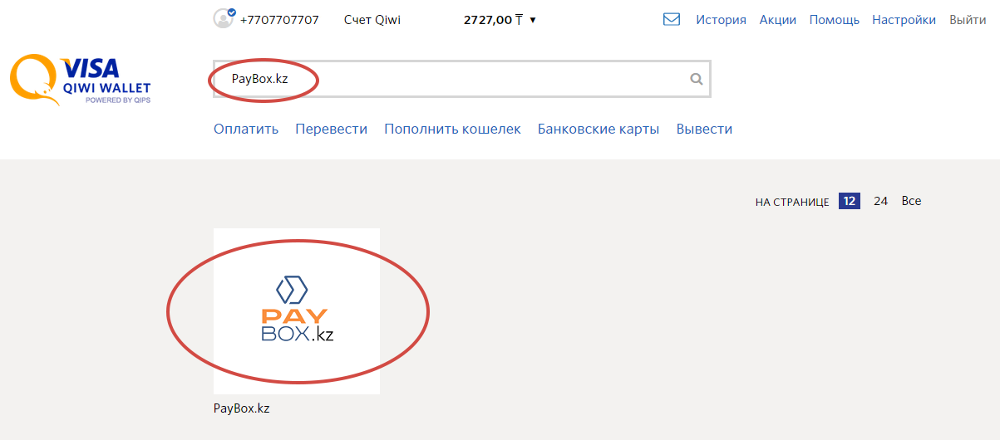 +7707707707 Счет Qiwi 2727,00 ₸ ▼ История Акции Помощь Настройки Выйти
VISA
QIWI WALLET
POWERED BY QIPS
PayBox.kz
Оплатить Перевести Пополнить кошелек Банковские карты Вывести
НА СТРАНИЦЕ 12 24 Все
PAY
BOX.kz
PayBox.kz